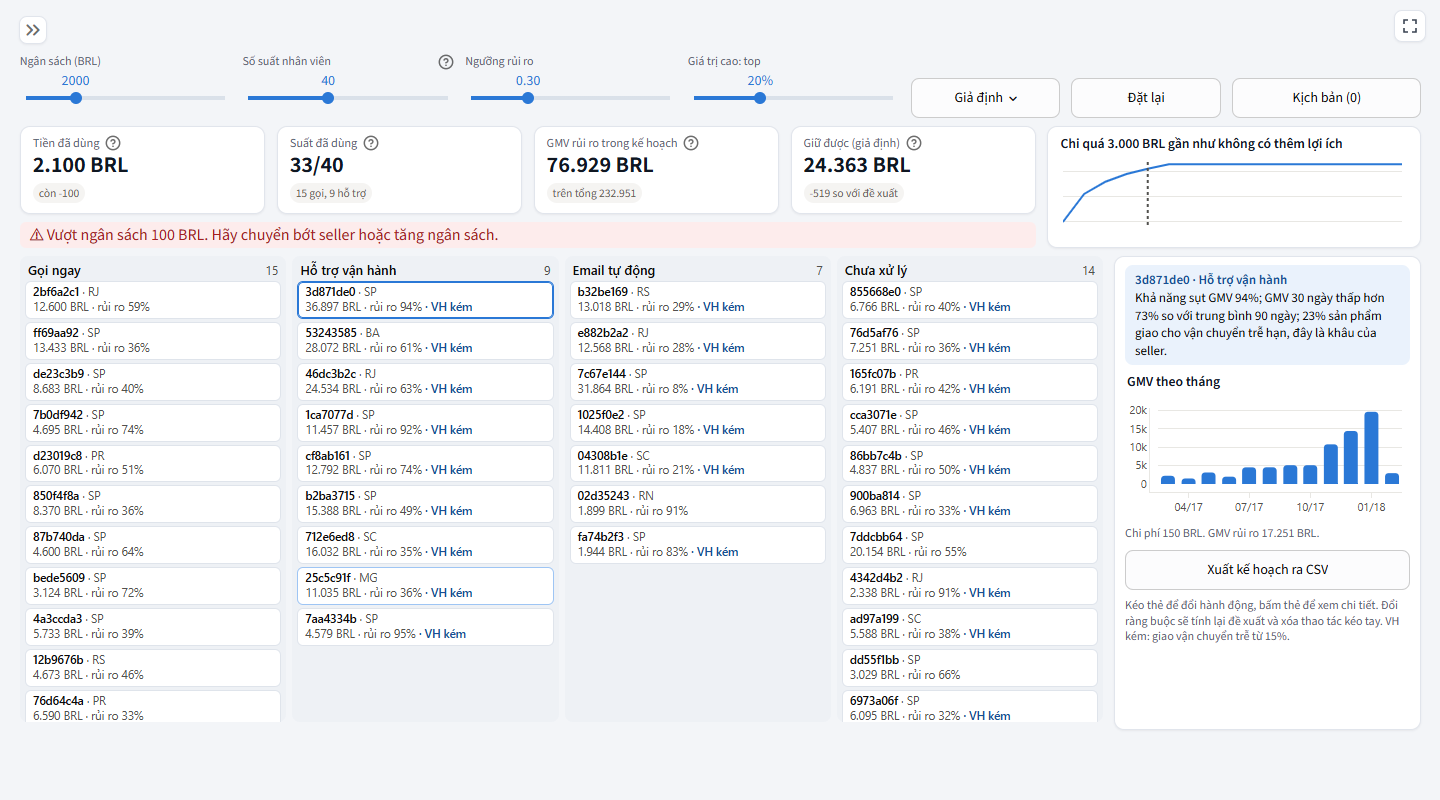 Ngân sách (BRL)
2000
Số suất nhân viên
40
Ngưỡng rủi ro
0.30
Giá trị cao: top
20%
Giả định
Đặt lại
Kịch bản (0)
Tiền đã dùng
2.100 BRL
còn -100
Suất đã dùng
33/40
15 gọi, 9 hỗ trợ
GMV rủi ro trong kế hoạch
76.929 BRL
trên tổng 232.951
Giữ được (giả định)
24.363 BRL
-519 so với đề xuất
Chi quá 3.000 BRL gần như không có thêm lợi ích
Vượt ngân sách 100 BRL. Hãy chuyển bớt seller hoặc tăng ngân sách.
Gọi ngay 15
2bf6a2c1 · RJ
12.600 BRL · rủi ro 59%
ff69aa92 · SP
13.433 BRL · rủi ro 36%
de23c3b9 · SP
8.683 BRL · rủi ro 40%
7b0df942 · SP
4.695 BRL · rủi ro 74%
d23019c8 · PR
6.070 BRL · rủi ro 51%
850f4f8a · SP
8.370 BRL · rủi ro 36%
87b740da · SP
4.600 BRL · rủi ro 64%
bede5609 · SP
3.124 BRL · rủi ro 72%
4a3ccda3 · SP
5.733 BRL · rủi ro 39%
12b9676b · RS
4.673 BRL · rủi ro 46%
76d64c4a · PR
6.590 BRL · rủi ro 33%
Hỗ trợ vận hành 9
3d871de0 · SP
36.897 BRL · rủi ro 94% · VH kém
53243585 · BA
28.072 BRL · rủi ro 61% · VH kém
46dc3b2c · RJ
24.534 BRL · rủi ro 63% · VH kém
1ca7077d · SP
11.457 BRL · rủi ro 92% · VH kém
cf8ab161 · SP
12.792 BRL · rủi ro 74% · VH kém
b2ba3715 · SP
15.388 BRL · rủi ro 49% · VH kém
712e6ed8 · SC
16.032 BRL · rủi ro 35% · VH kém
25c5c91f · MG
11.035 BRL · rủi ro 36% · VH kém
7aa4334b · SP
4.579 BRL · rủi ro 95% · VH kém
Email tự động 7
b32be169 · RS
13.018 BRL · rủi ro 29% · VH kém
e882b2a2 · RJ
12.568 BRL · rủi ro 28% · VH kém
7c67e144 · SP
31.864 BRL · rủi ro 8% · VH kém
1025f0e2 · SP
14.408 BRL · rủi ro 18% · VH kém
04308b1e · SC
11.811 BRL · rủi ro 21% · VH kém
02d35243 · RN
1.899 BRL · rủi ro 91%
fa74b2f3 · SP
1.944 BRL · rủi ro 83% · VH kém
Chưa xử lý 14
855668e0 · SP
6.766 BRL · rủi ro 40% · VH kém
76d5af76 · SP
7.251 BRL · rủi ro 36% · VH kém
165fc07b · PR
6.191 BRL · rủi ro 42% · VH kém
cca3071e · SP
5.407 BRL · rủi ro 46% · VH kém
86bb7c4b · SP
4.837 BRL · rủi ro 50% · VH kém
900ba814 · SP
6.963 BRL · rủi ro 33% · VH kém
7ddcbb64 · SP
20.154 BRL · rủi ro 55%
4342d4b2 · RJ
2.338 BRL · rủi ro 91% · VH kém
ad97a199 · SC
5.588 BRL · rủi ro 38% · VH kém
dd55f1bb · SP
3.029 BRL · rủi ro 66%
6973a06f · SP
6.095 BRL · rủi ro 32% · VH kém
3d871de0 · Hỗ trợ vận hành
Khả năng sụt GMV 94%; GMV 30 ngày thấp hơn
73% so với trung bình 90 ngày; 23% sản phẩm
giao cho vận chuyển trễ hạn, đây là khâu của
seller.
GMV theo tháng
20k
15k
10k
5k
0
04/17 07/17 10/17 01/18
Chi phí 150 BRL. GMV rủi ro 17.251 BRL.
Xuất kế hoạch ra CSV
Kéo thẻ để đổi hành động, bấm thẻ để xem chi tiết. Đổi
ràng buộc sẽ tính lại đề xuất và xóa thao tác kéo tay. VH
kém: giao vận chuyển trễ từ 15%.